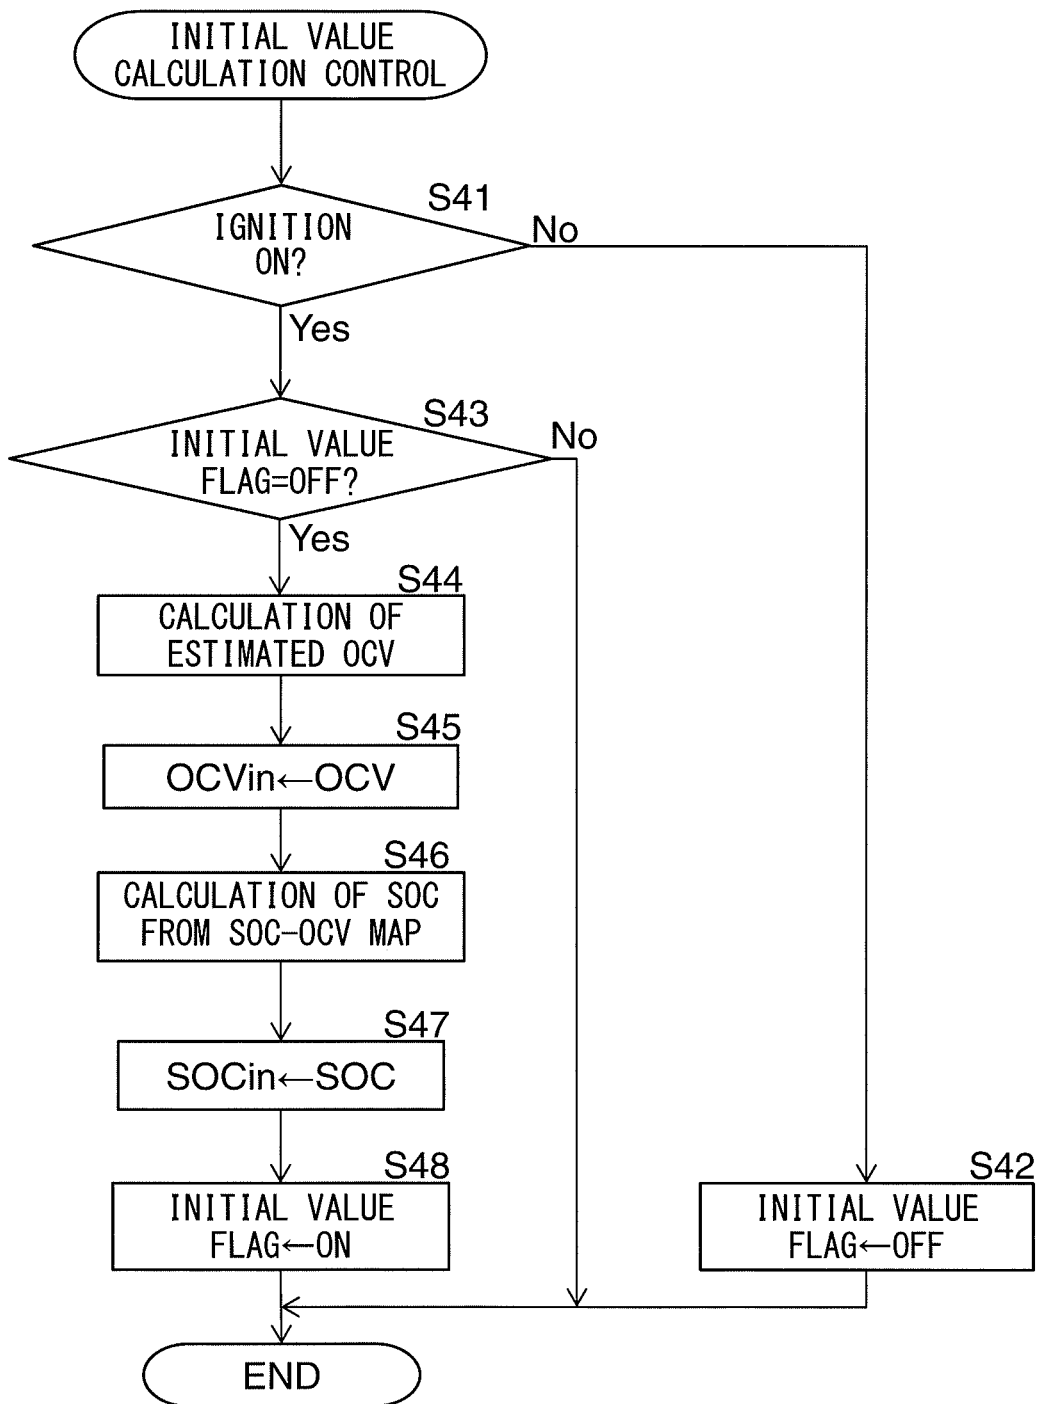 INITIAL VALUE
CALCULATION CONTROL
S41
IGNITION
ON?
No
Yes
S43
INITIAL VALUE
FLAG=OFF?
No
Yes
S44
CALCULATION OF
ESTIMATED OCV
S45
OCVin←OCV
S46
CALCULATION OF SOC
FROM SOC-OCV MAP
S47
SOCin←SOC
S48
INITIAL VALUE
FLAG←ON
S42
INITIAL VALUE
FLAG←OFF
END